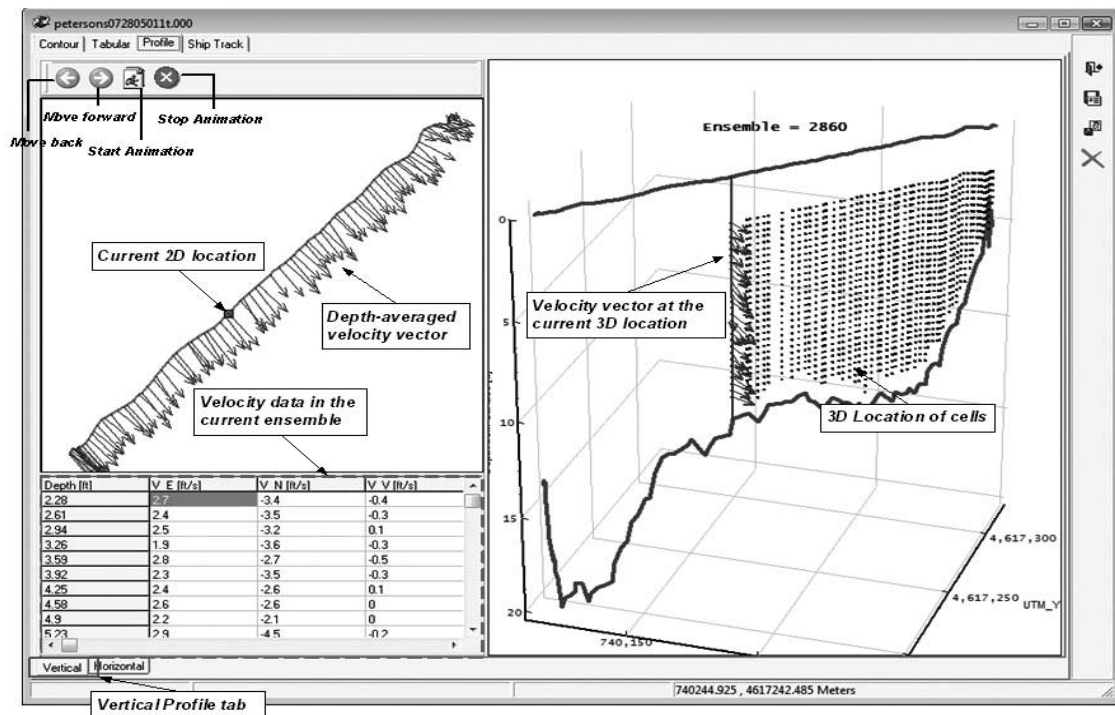 petersons072805011t.000
Contour Tabular Profile Ship Track
Move forward
Stop Animation
Move back
Start Animation
Current 2D location
Depth-averaged
velocity vector
Velocity data in the
current ensemble
Depth [ft] V_E [ft/s] V_N [ft/s] V_V [ft/s]
2.28 2.7 -3.4 -0.4
2.61 2.4 -3.5 -0.3
2.94 2.5 -3.2 0.1
3.26 1.9 -3.6 -0.3
3.59 2.8 -2.7 -0.5
3.92 2.3 -3.5 -0.3
4.25 2.4 -2.6 0.1
4.58 2.6 -2.6 0
4.9 2.2 -2.1 0
5.23 2.9 -4.5 -0.2
Vertical Horizontal
Vertical Profile tab
Ensemble = 2860
0
5
10
15
20
Velocity vector at the
current 3D location
3D Location of cells
4,617,300
4,617,250
UTM_Y
740,150
740244.925 , 4617242.485 Meters